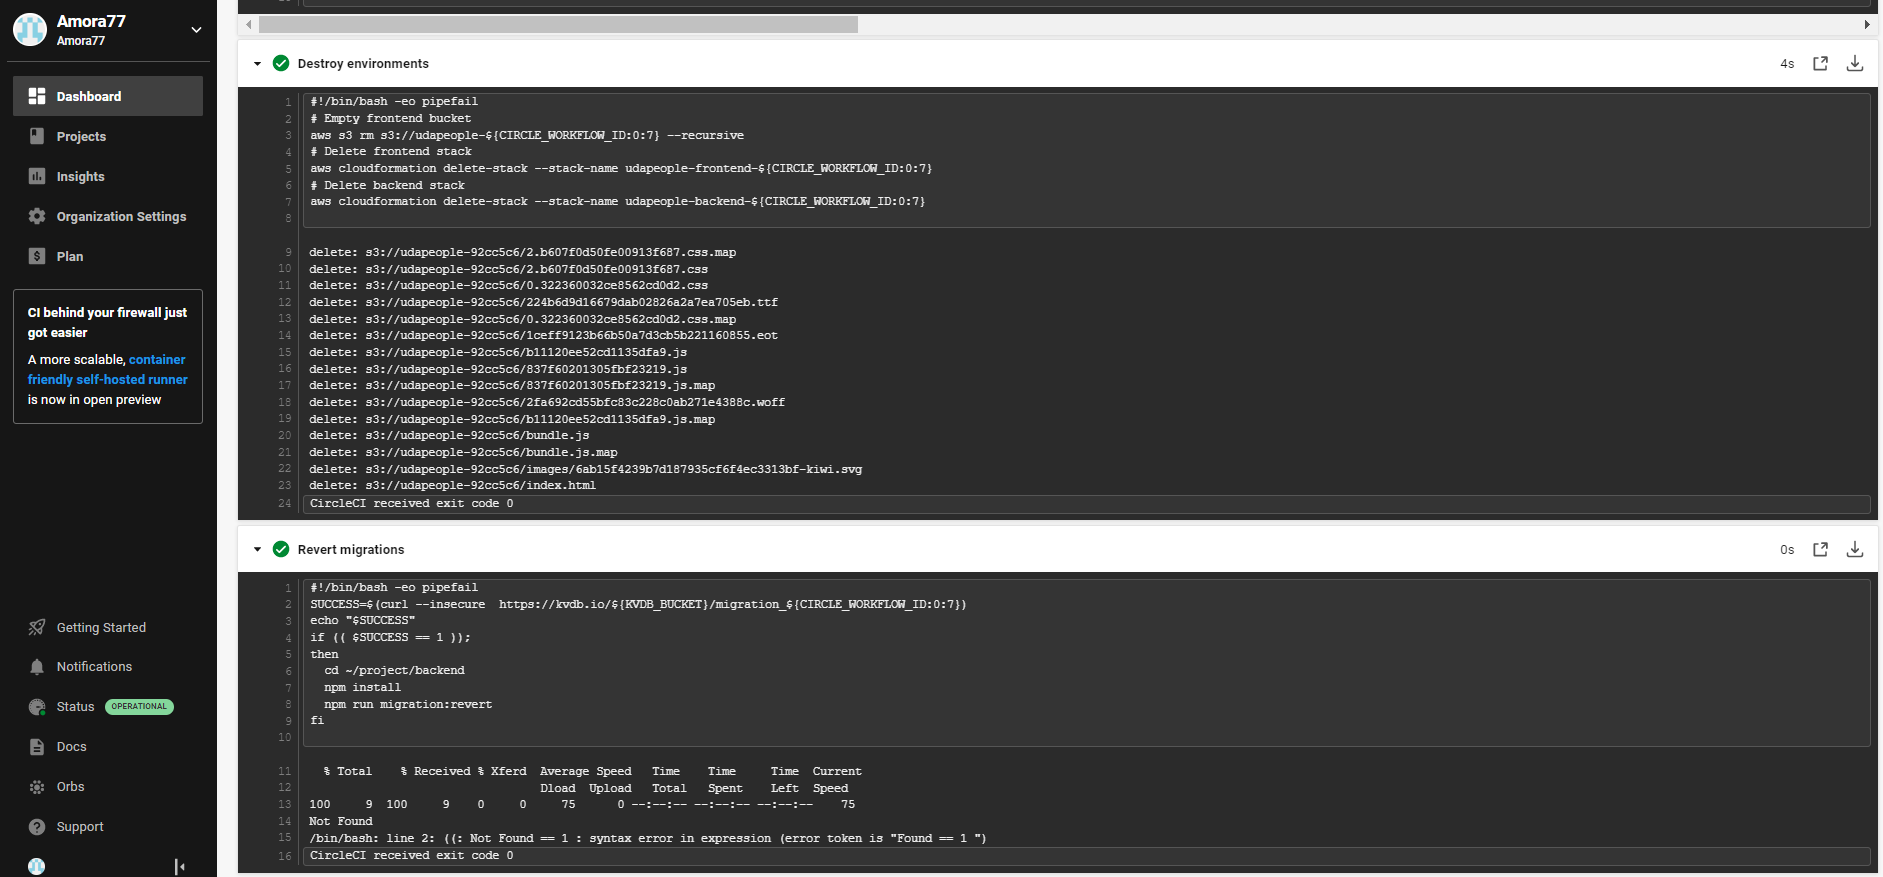 Amora77
Amora77
Dashboard
Projects
Insights
Organization Settings
Plan
CI behind your firewall just
got easier
A more scalable, container
friendly self-hosted runner
is now in open preview
Getting Started
Notifications
Status OPERATIONAL
Docs
Orbs
Support
Destroy environments 4s
1 #!/bin/bash -eo pipefail
2 # Empty frontend bucket
3 aws s3 rm s3://udapeople-${CIRCLE_WORKFLOW_ID:0:7} --recursive
4 # Delete frontend stack
5 aws cloudformation delete-stack --stack-name udapeople-frontend-${CIRCLE_WORKFLOW_ID:0:7}
6 # Delete backend stack
7 aws cloudformation delete-stack --stack-name udapeople-backend-${CIRCLE_WORKFLOW_ID:0:7}
8
9 delete: s3://udapeople-92cc5c6/2.b607f0d50fe00913f687.css.map
10 delete: s3://udapeople-92cc5c6/2.b607f0d50fe00913f687.css
11 delete: s3://udapeople-92cc5c6/0.322360032ce8562cd0d2.css
12 delete: s3://udapeople-92cc5c6/224b6d9d16679dab02826a2a7ea705eb.ttf
13 delete: s3://udapeople-92cc5c6/0.322360032ce8562cd0d2.css.map
14 delete: s3://udapeople-92cc5c6/1ceff9123b66b50a7d3cb5b221160855.eot
15 delete: s3://udapeople-92cc5c6/b11120ee52cd1135dfa9.js
16 delete: s3://udapeople-92cc5c6/837f60201305fbf23219.js
17 delete: s3://udapeople-92cc5c6/837f60201305fbf23219.js.map
18 delete: s3://udapeople-92cc5c6/2fa692cd55bfc83c228c0ab271e4388c.woff
19 delete: s3://udapeople-92cc5c6/b11120ee52cd1135dfa9.js.map
20 delete: s3://udapeople-92cc5c6/bundle.js
21 delete: s3://udapeople-92cc5c6/bundle.js.map
22 delete: s3://udapeople-92cc5c6/images/6ab15f4239b7d187935cf6f4ec3313bf-kiwi.svg
23 delete: s3://udapeople-92cc5c6/index.html
24 CircleCI received exit code 0
Revert migrations 0s
1 #!/bin/bash -eo pipefail
2 SUCCESS=$(curl --insecure  https://kvdb.io/${KVDB_BUCKET}/migration_${CIRCLE_WORKFLOW_ID:0:7})
3 echo "$SUCCESS"
4 if (( $SUCCESS == 1 ));
5 then
6 cd ~/project/backend
7 npm install
8 npm run migration:revert
9 fi
10
11 % Total % Received % Xferd Average Speed Time Time Time Current
12 Dload Upload Total Spent Left Speed
13 100 9 100 9 0 0 75 0 --:--:-- --:--:-- --:--:-- 75
14 Not Found
15 /bin/bash: line 2: ((: Not Found == 1 : syntax error in expression (error token is "Found == 1 ")
16 CircleCI received exit code 0